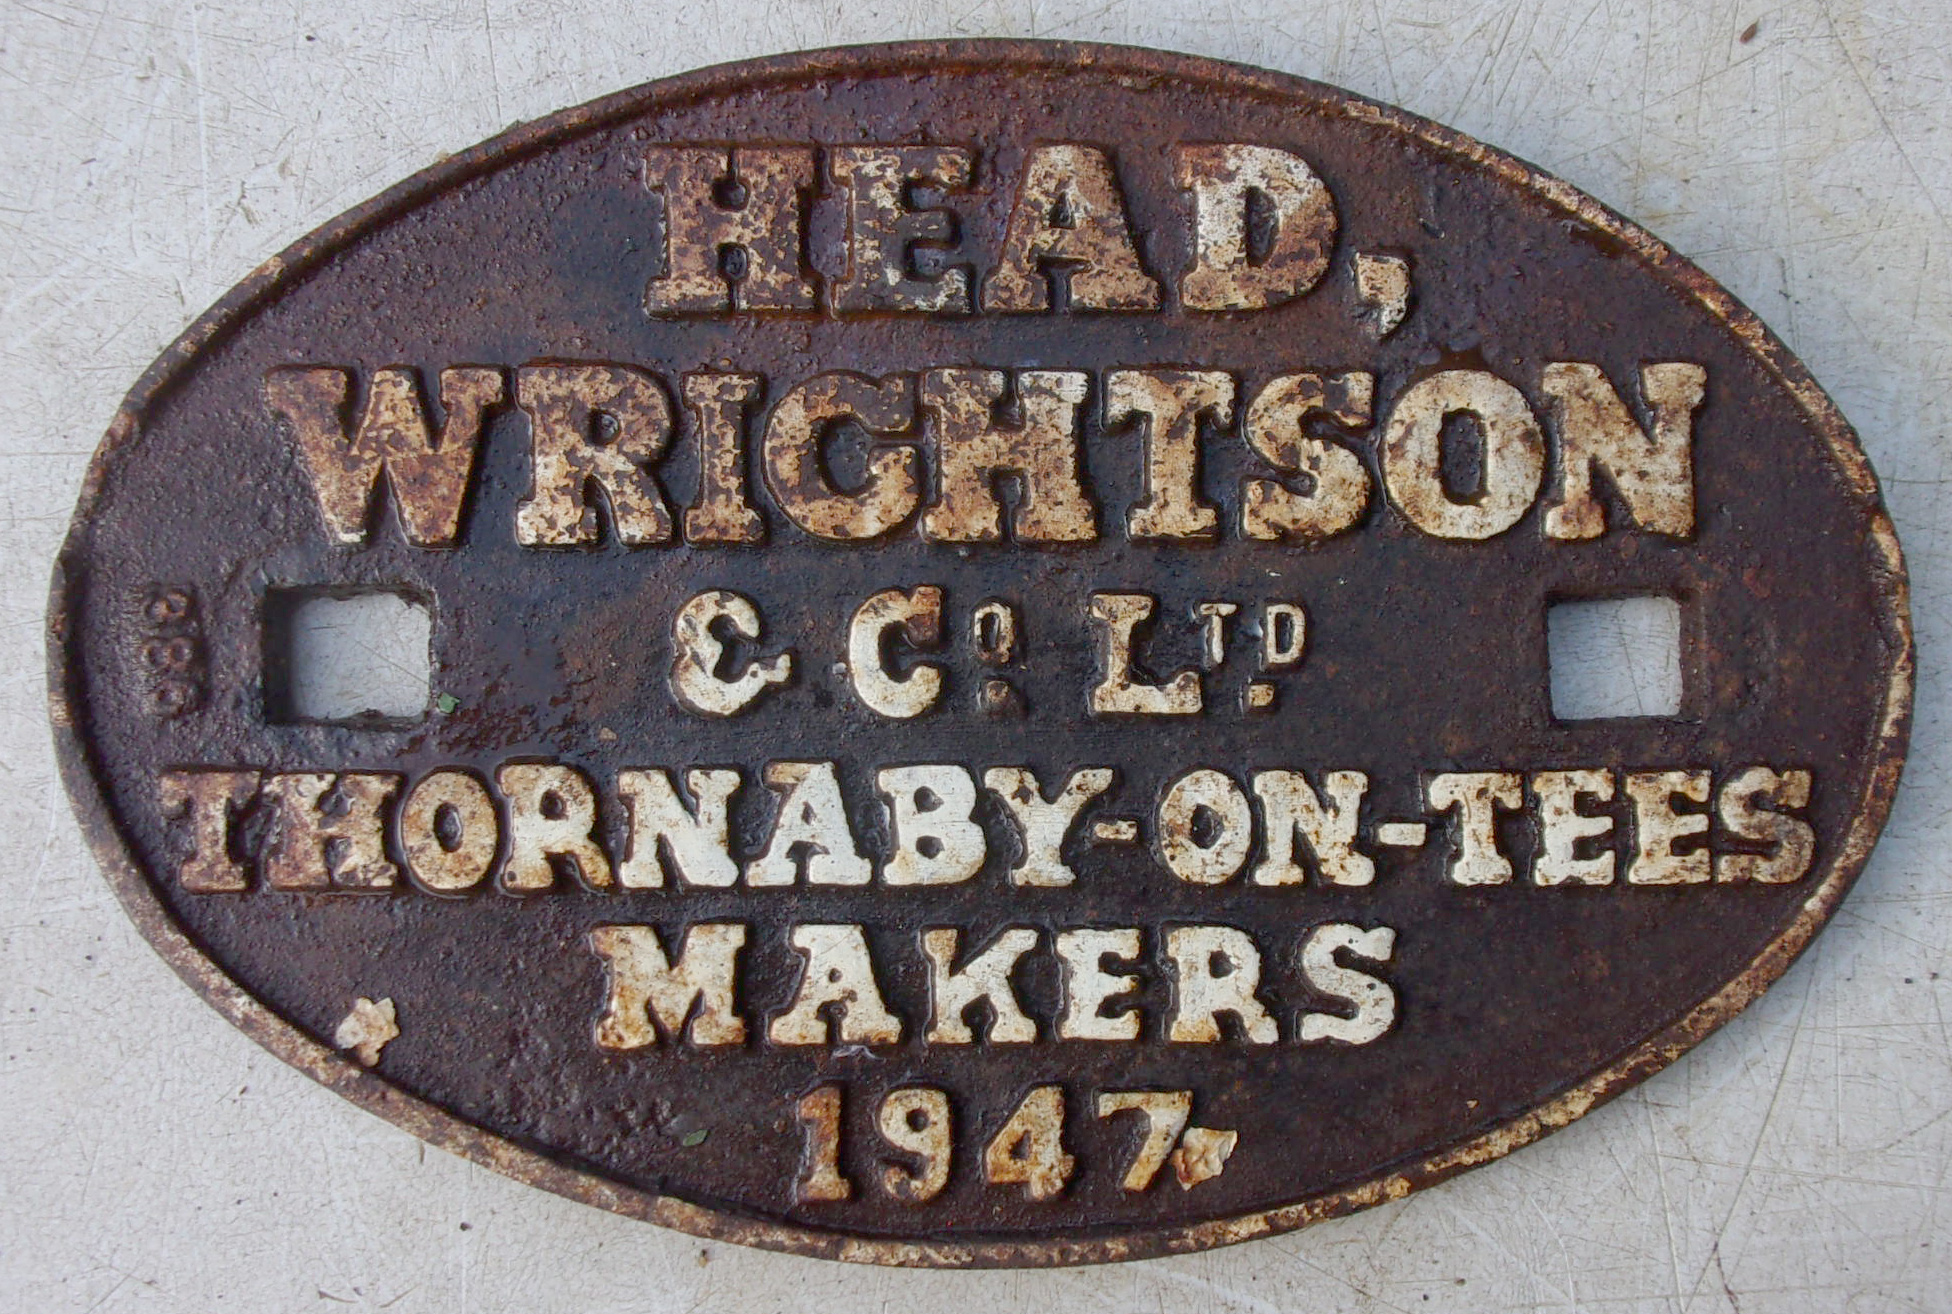 HEAD,
WRIGHTSON
& Co. LTD.
THORNABY-ON-TEES
MAKERS
1947